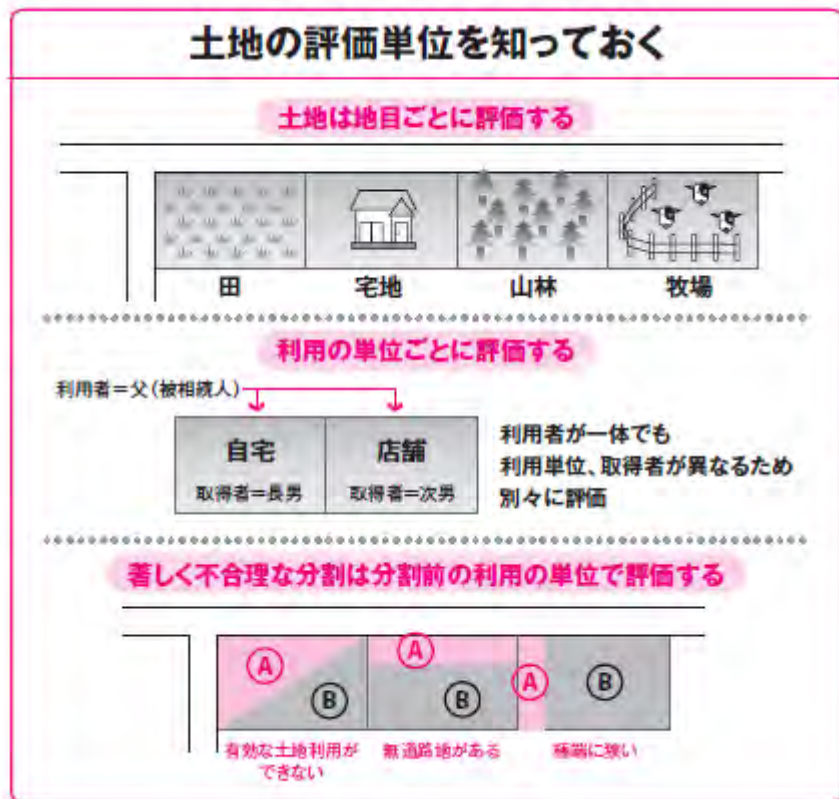 土地の評価単位を知っておく
土地は地目ごとに評価する
田 宅地 山林 牧場
利用の単位ごとに評価する
利用者＝父（被相続人）
自宅 店舗
取得者＝長男 取得者＝次男
利用者が一体でも
利用単位、取得者が異なるため
別々に評価
著しく不合理な分割は分割前の利用の単位で評価する
A B A B A B
有効な土地利用が
できない
無道路地がある
極端に狭い